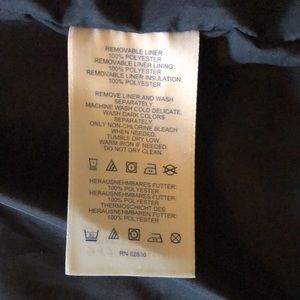 REMOVABLE LINER
100% POLYESTER
REMOVABLE LINER LINING:
100% POLYESTER
REMOVABLE LINER INSULATION:
100% POLYESTER
REMOVE LINER AND WASH
SEPARATELY.
MACHINE WASH COLD DELICATE.
WASH DARK COLORS
SEPARATELY.
ONLY NON-CHLORINE BLEACH
WHEN NEEDED.
TUMBLE DRY LOW.
WARM IRON IF NEEDED.
DO NOT DRY CLEAN.
HERAUSNEHMBARES FUTTER:
100% POLYESTER
HERAUSNEHMBARES FUTTER:
100% POLYESTER
THERMOSCHICHT DES
HERAUSNEHMBAREN FUTTER:
100% POLYESTER
RN 62830